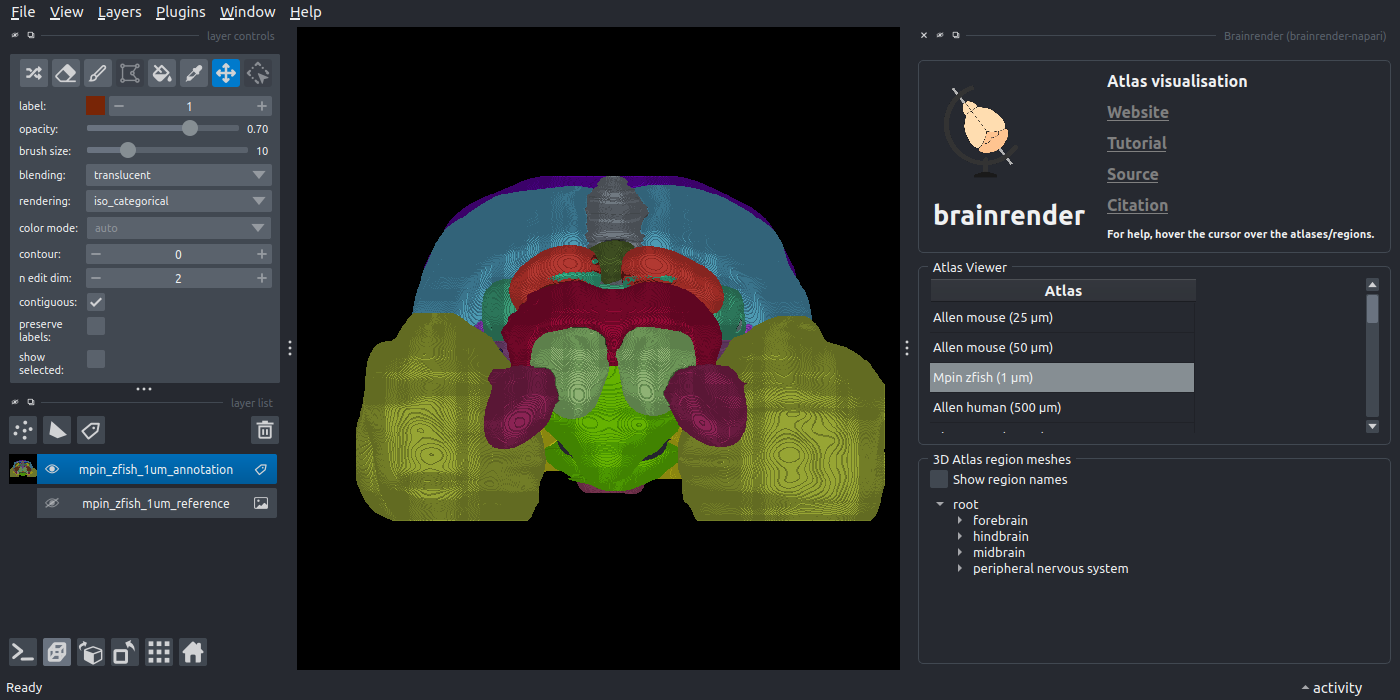 File View Layers Plugins Window Help
layer controls
label: 1
opacity: 0.70
brush size: 10
blending: translucent
rendering: iso_categorical
color mode: auto
contour: 0
n edit dim: 2
contiguous:
preserve
labels:
show
selected:
layer list
mpin_zfish_1um_annotation
mpin_zfish_1um_reference
Ready
Brainrender (brainrender-napari)
brainrender
Atlas visualisation
Website
Tutorial
Source
Citation
For help, hover the cursor over the atlases/regions.
Atlas Viewer
Atlas
Allen mouse (25 μm)
Allen mouse (50 μm)
Mpin zfish (1 μm)
Allen human (500 μm)
3D Atlas region meshes
Show region names
root
forebrain
hindbrain
midbrain
peripheral nervous system
activity